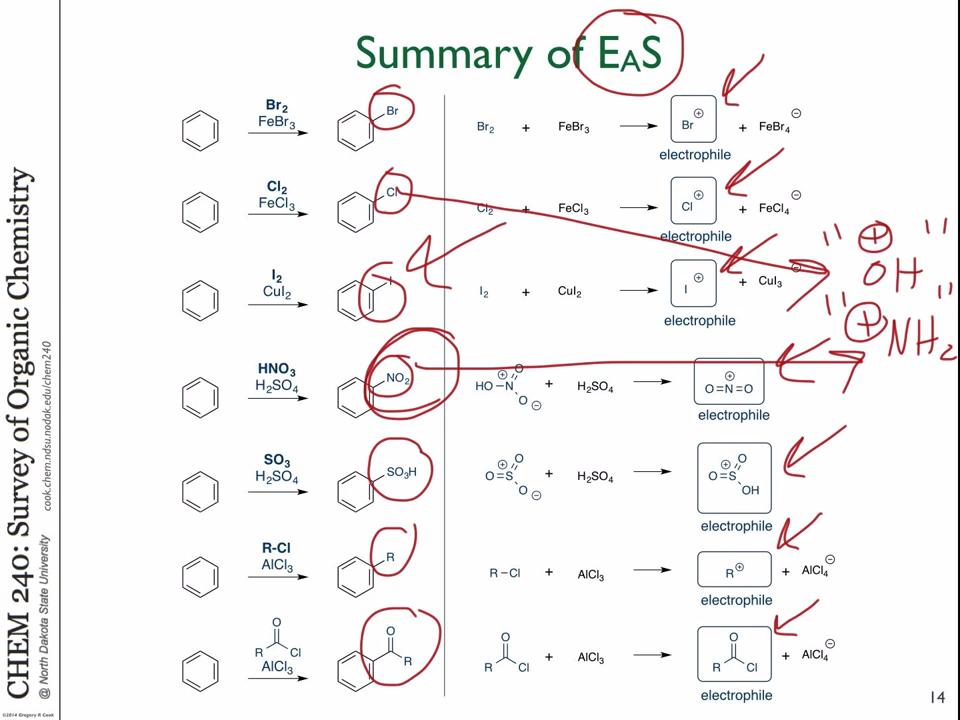 Summary of EAS
CHEM 240: Survey of Organic Chemistry
@ North Dakota State University cook.chem.ndsu.nodak.edu/chem240
©2014 Gregory R Cook
Br2
FeBr3
Br
Br2 + FeBr3 Br ⊕ + FeBr4 ⊖
electrophile
Cl2
FeCl3
Cl
Cl2 + FeCl3 Cl ⊕ + FeCl4 ⊖
electrophile
" ⊕ "
OH
I2
CuI2
I
I2 + CuI2 I ⊕ + CuI3 ⊖
electrophile
" ⊕ "
NH2
HNO3
H2SO4
NO2
HO–N ⊕ O O ⊖ + H2SO4 O=N=O ⊕
electrophile
SO3
H2SO4
SO3H
O=S ⊕ O O ⊖ + H2SO4 O=S ⊕ O OH
electrophile
R-Cl
AlCl3
R
R–Cl + AlCl3 R ⊕ + AlCl4 ⊖
electrophile
O
R Cl
AlCl3
O
R
O
R Cl + AlCl3
O
R Cl + AlCl4 ⊖
electrophile
14